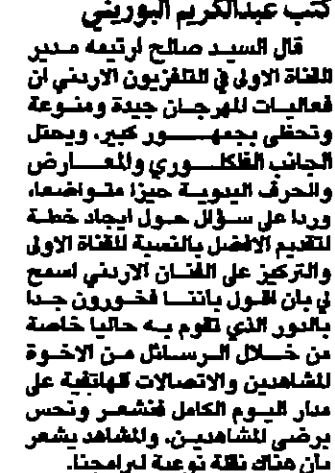 كتب عبدالكريم البوريني
قال السيد صالح ارتيمه مدير
القناة الاولى في التلفزيون الاردني ان
فعاليات المهرجان جيدة ومنوعة
وتحظى بجمهور كبير، ويحتل
الجانب الفلكلوري والمعارض
والحرف اليدوية حيزا متواضعا،
وردا على سؤال حول ايجاد خطة
لتقديم الافضل بالنسبة للقناة الاولى
والتركيز على الفنان الاردني اسمح
لي بان اقول باننا فخورون جدا
بالدور الذي تقوم به حاليا خاصة
من خلال الرسائل من الاخوة
المشاهدين والاتصالات الهاتفية على
مدار اليوم الكامل فنشعر ونحس
برضى المشاهدين، والمشاهد يشعر
بأن هناك نقلة نوعية لبرامجنا.